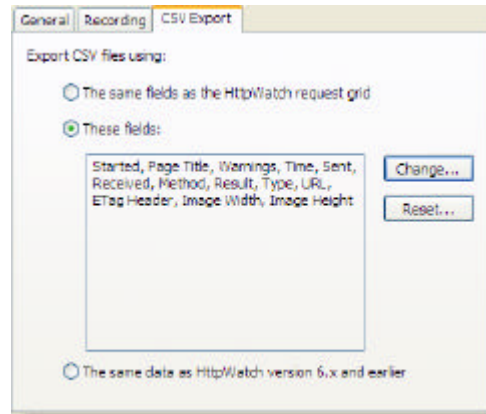 General Recording CSV Export
Export CSV files using:
The same fields as the HttpWatch request grid
These fields:
Started, Page Title, Warnings, Time, Sent,
Received, Method, Result, Type, URL,
ETag Header, Image Width, Image Height
Change...
Reset...
The same data as HttpWatch version 6.x and earlier